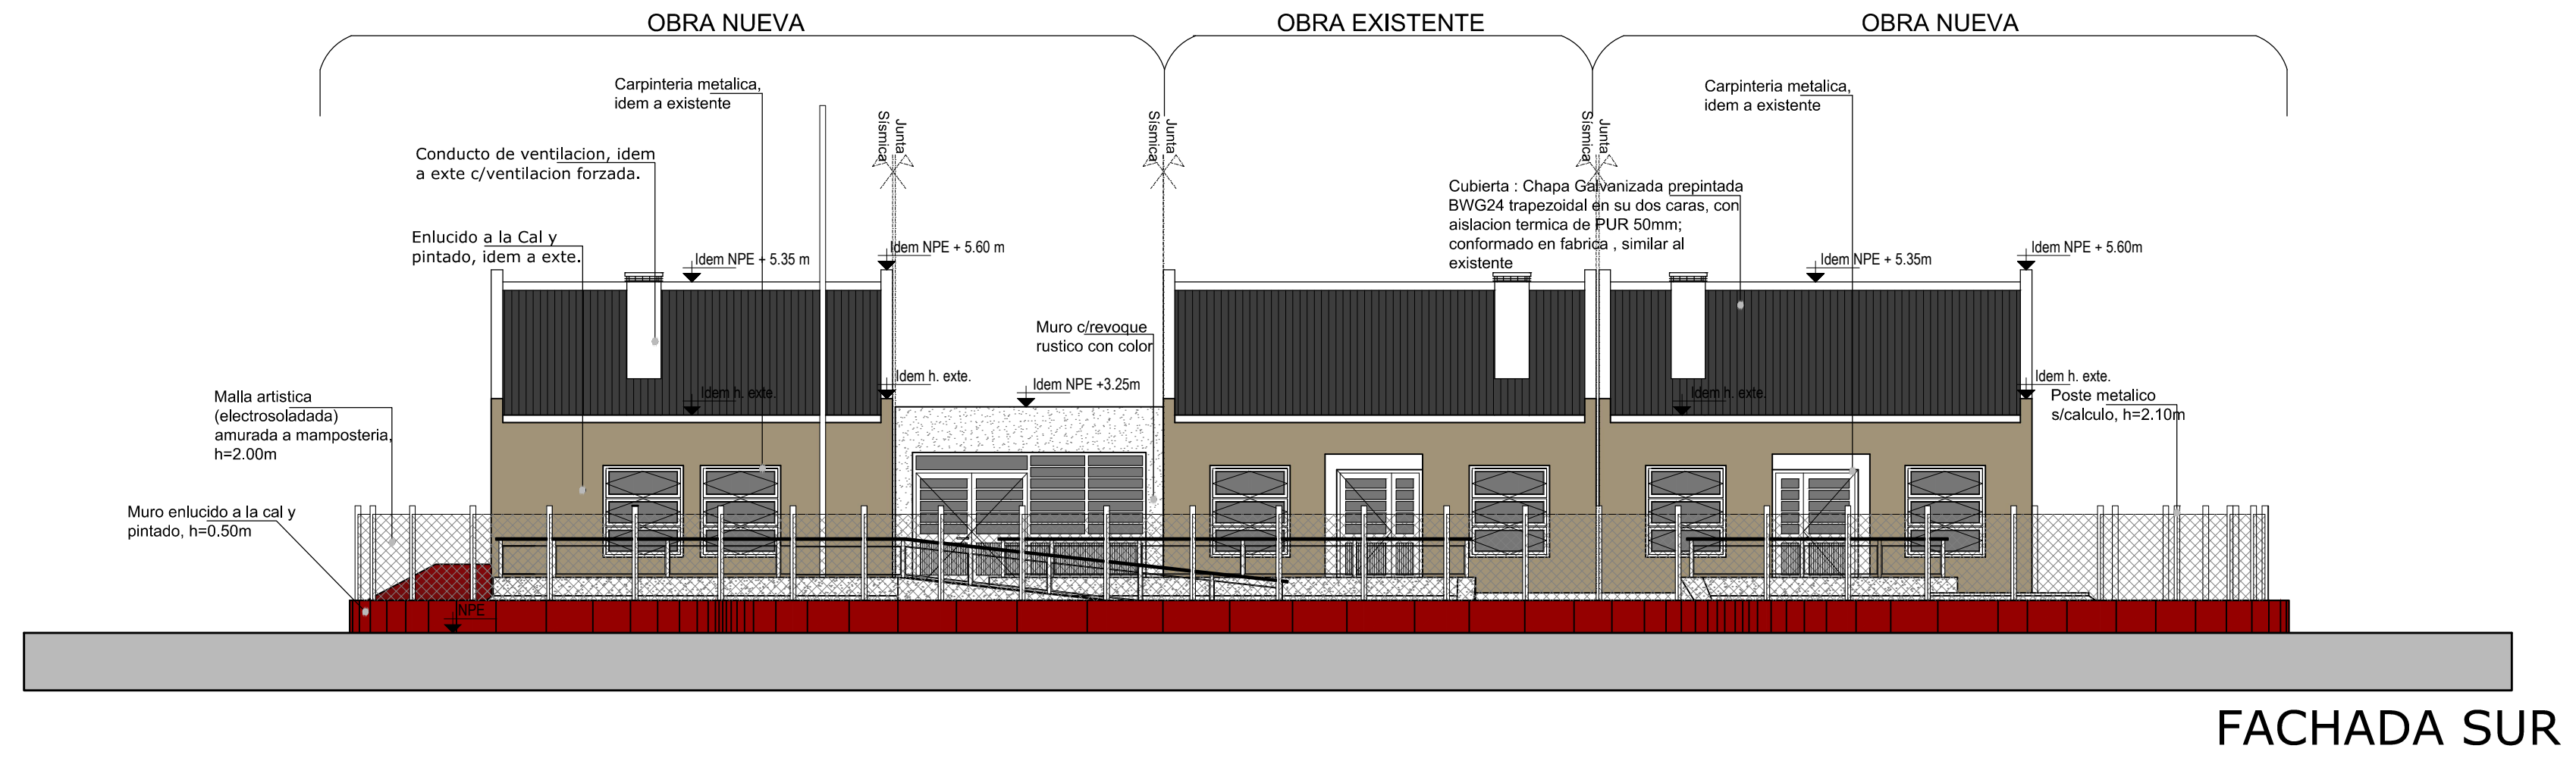 OBRA NUEVA
OBRA EXISTENTE
OBRA NUEVA
Carpinteria metalica,
idem a existente
Carpinteria metalica,
idem a existente
Junta
Sísmica
Junta
Sísmica
Junta
Sísmica
Conducto de ventilacion, idem
a exte c/ventilacion forzada.
Cubierta : Chapa Galvanizada prepintada
BWG24 trapezoidal en su dos caras, con
aislacion termica de PUR 50mm;
conformado en fabrica , similar al
existente
Enlucido a la Cal y
pintado, idem a exte.
Idem NPE + 5.35 m
Idem NPE + 5.60 m
Idem NPE + 5.35m
Idem NPE + 5.60m
Muro c/revoque
rustico con color
Idem h. exte.
Idem h. exte.
Idem NPE +3.25m
Idem h. exte.
Idem h. exte.
Malla artistica
(electrosoladada)
amurada a mamposteria,
h=2.00m
Poste metalico
s/calculo, h=2.10m
Muro enlucido a la cal y
pintado, h=0.50m
NPE
FACHADA SUR